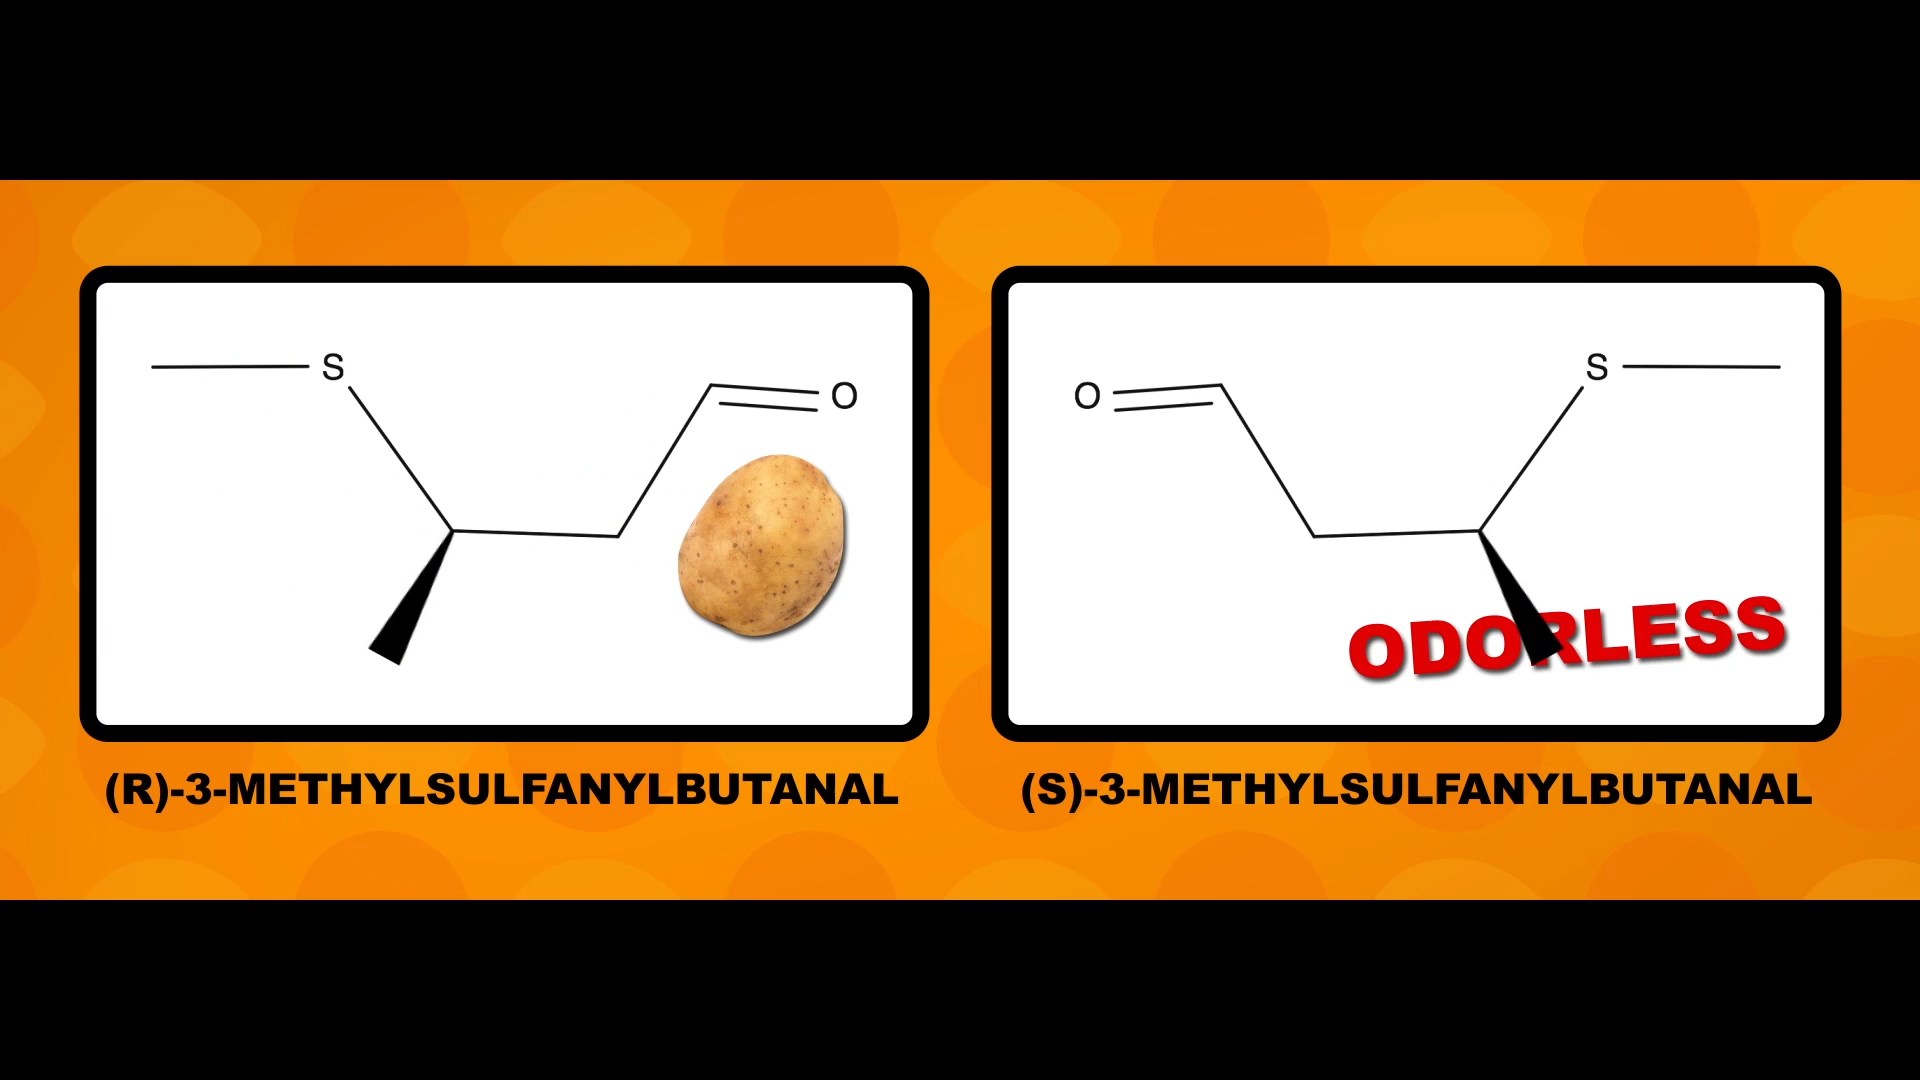 S
O
(R)-3-METHYLSULFANYLBUTANAL
O
S
ODORLESS
(S)-3-METHYLSULFANYLBUTANAL